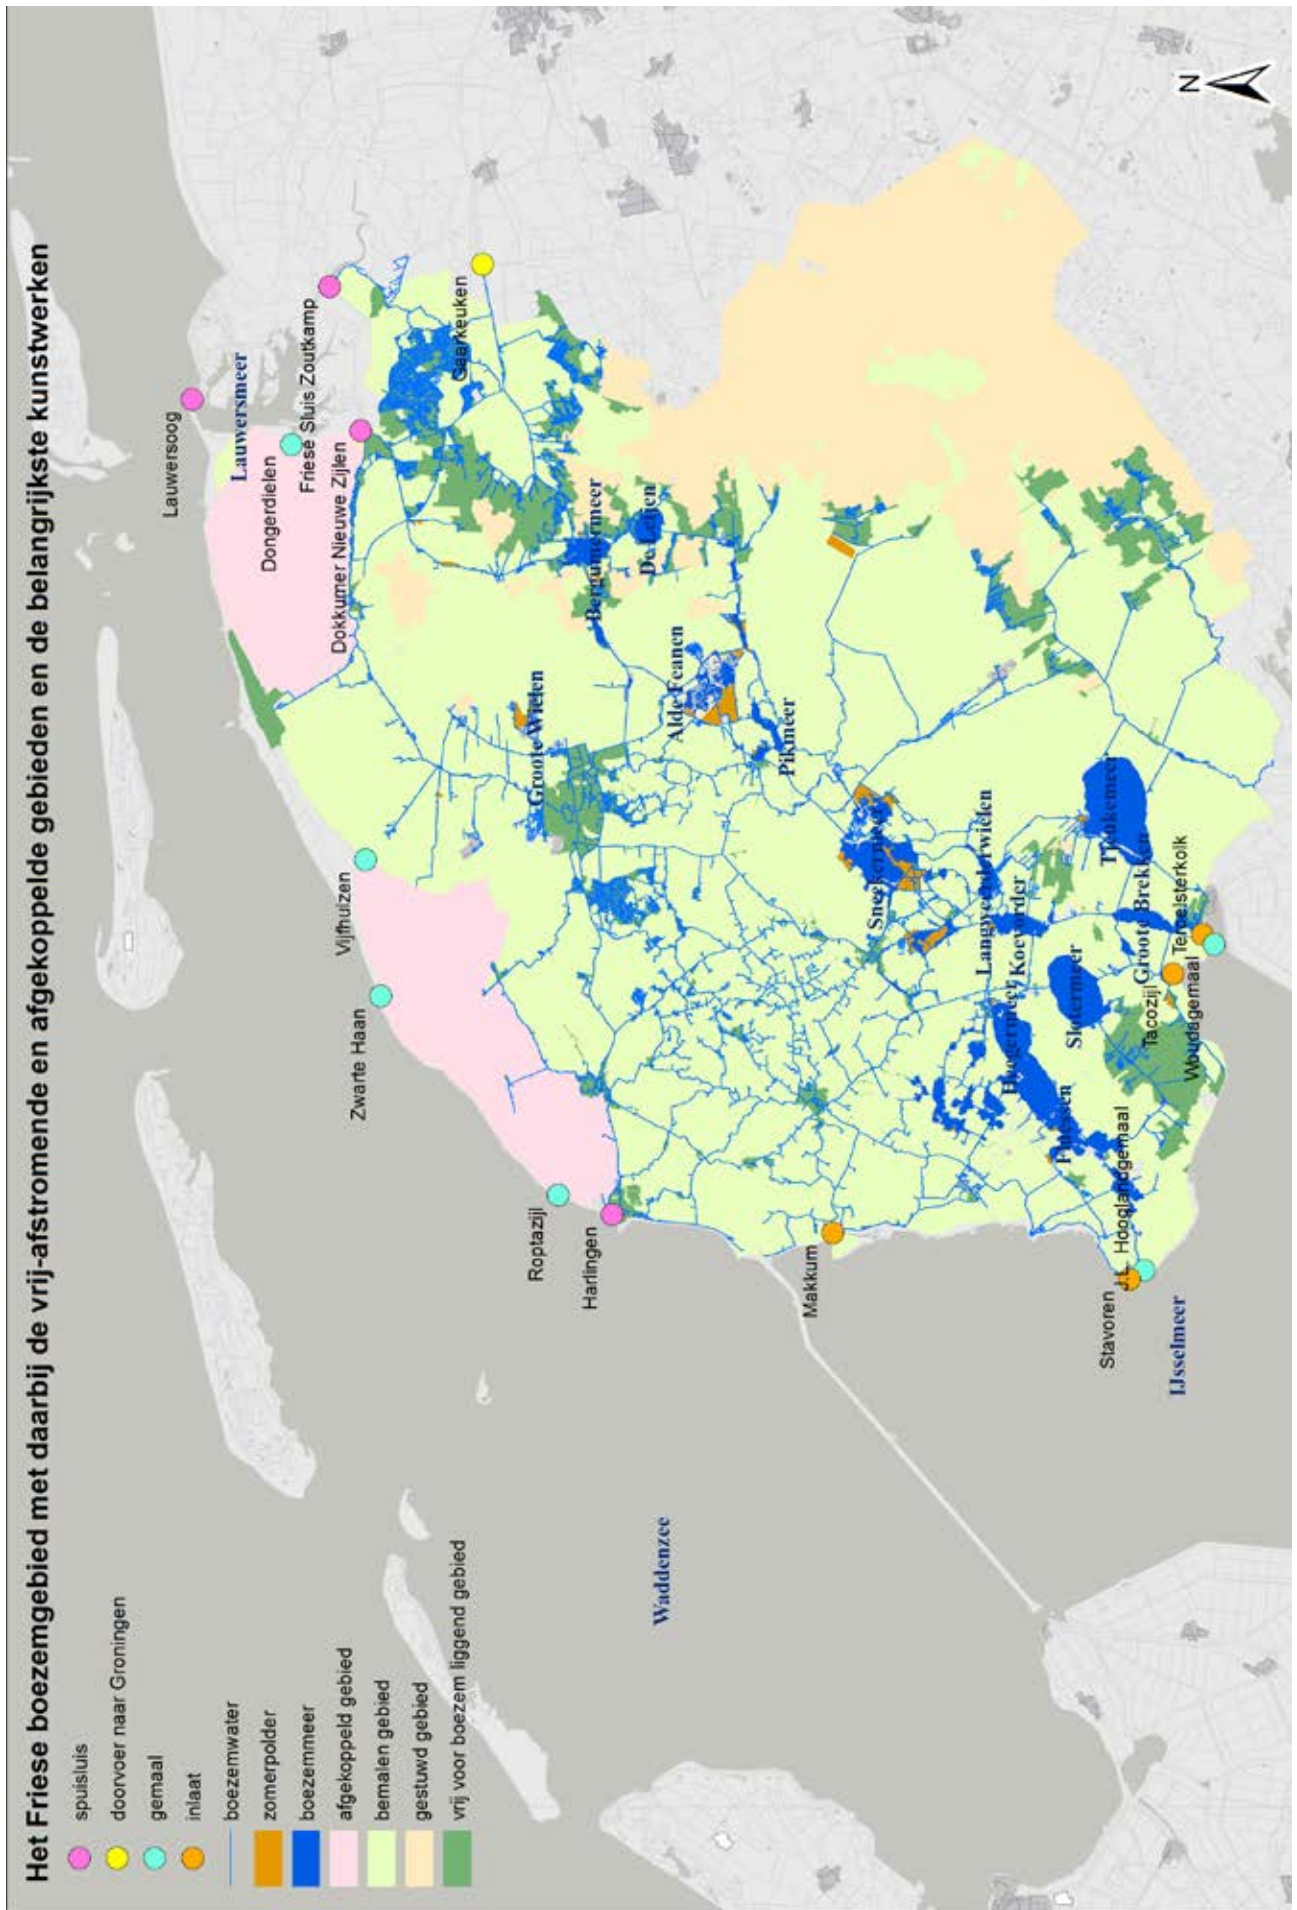 Het Friese boezemgebied met daarbij de vrij-afstromende en afgekoppelde gebieden en de belangrijkste kunstwerken
spuisluis
doorvoer naar Groningen
gemaal
inlaat
boezemwater
zomerpolder
boezemmeer
afgekoppeld gebied
bemalen gebied
gestuwd gebied
vrij voor boezem liggend gebied
Lauwersoog
Lauwersmeer
Dongerdielen
Friese Sluis Zoutkamp
Dokkumer Nieuwe Zijlen
Gaarkeuken
Vijfhuizen
Zwarte Haan
Roptazijl
Harlingen
Groote Wielen
Bergumermeer
De Leijen
Alde Feanen
Pikmeer
Waddenzee
Makkum
Sneekermeer
Langweerderwielen
Koevorder
Heegermeer
Fluessen
Slotermeer
Tjeukemeer
Groote Brekken
Teroelsterkolk
Tacozijl
Woudagemaal
J.L. Hooglandgemaal
Stavoren
IJsselmeer
N